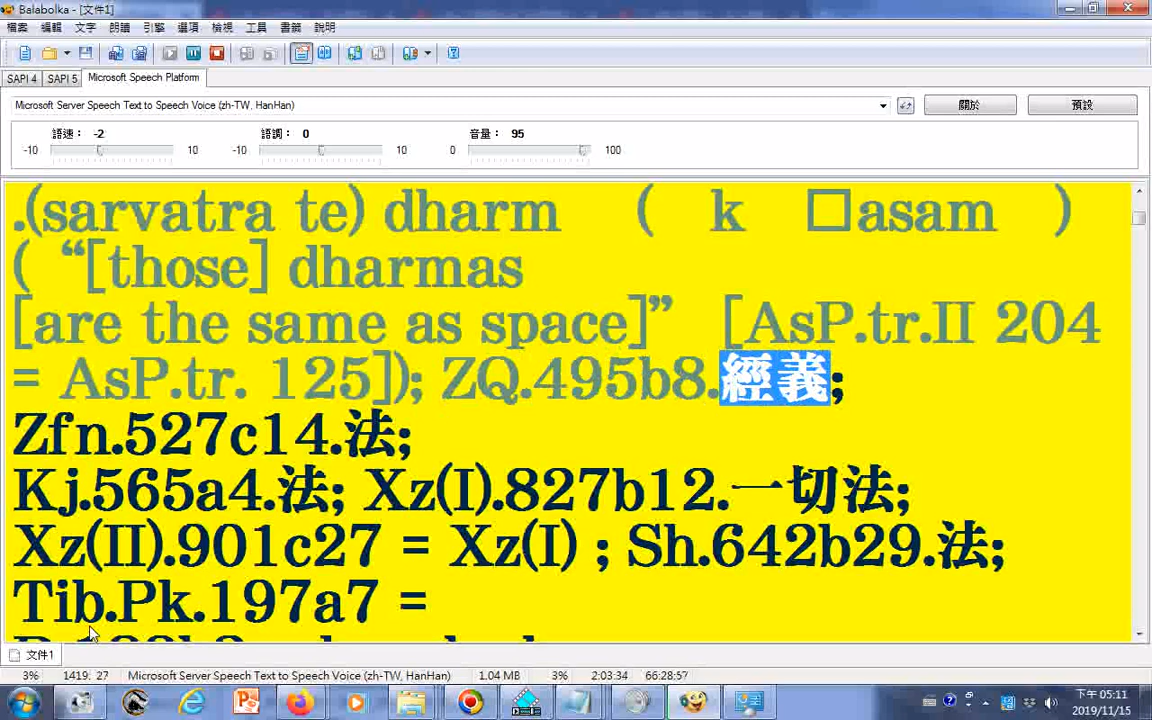 Balabolka - [文件1]
檔案 編輯 文字 朗讀 引擎 選項 檢視 工具 書籤 說明
SAPI 4 SAPI 5 Microsoft Speech Platform
Microsoft Server Speech Text to Speech Voice (zh-TW, HanHan) 關於 預設
語速： -2 語調： 0 音量： 95
-10 10 -10 10 0 100
.(sarvatra te) dharm ( k □asam )
( “[those] dharmas
[are the same as space]” [AsP.tr.II 204
= AsP.tr. 125]); ZQ.495b8.經義;
Zfn.527c14.法;
Kj.565a4.法; Xz(I).827b12.一切法;
Xz(II).901c27 = Xz(I) ; Sh.642b29.法;
Tib.Pk.197a7 =
文件1
3% 1419, 27 Microsoft Server Speech Text to Speech Voice (zh-TW, HanHan) 1.04 MB 3% 2:03:34 66:28:57
下午 05:11
2019/11/15